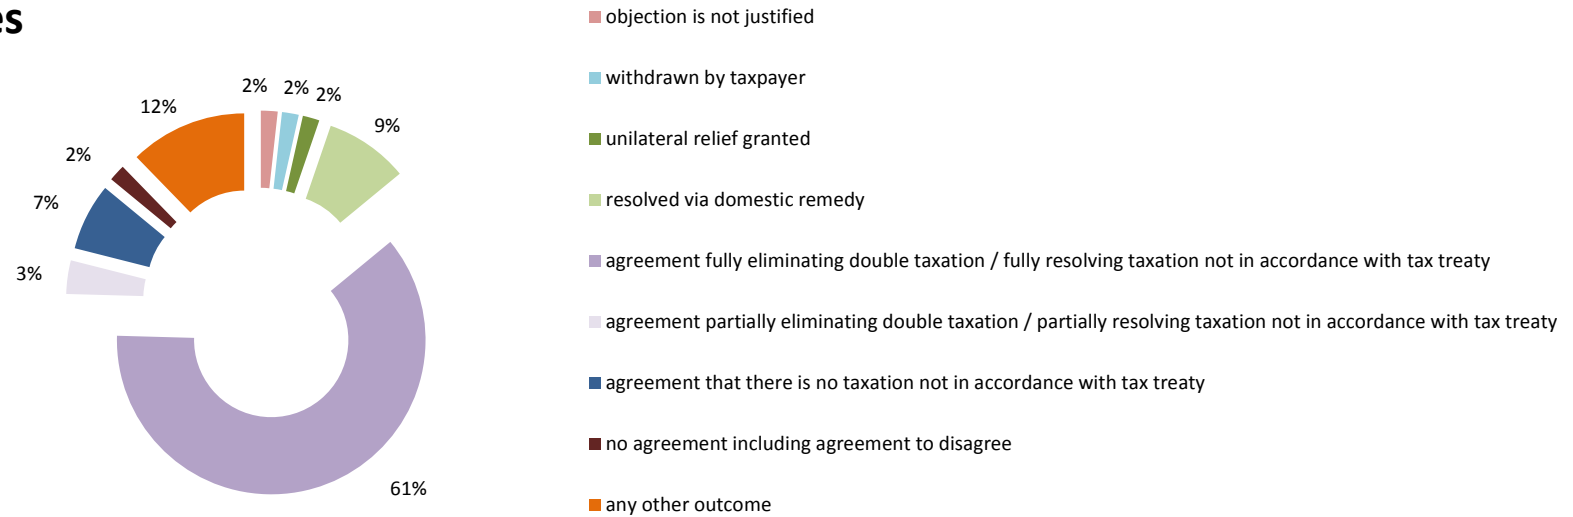 es
2%
2%
2%
9%
12%
2%
7%
3%
61%
objection is not justified
withdrawn by taxpayer
unilateral relief granted
resolved via domestic remedy
agreement fully eliminating double taxation / fully resolving taxation not in accordance with tax treaty
agreement partially eliminating double taxation / partially resolving taxation not in accordance with tax treaty
agreement that there is no taxation not in accordance with tax treaty
no agreement including agreement to disagree
any other outcome